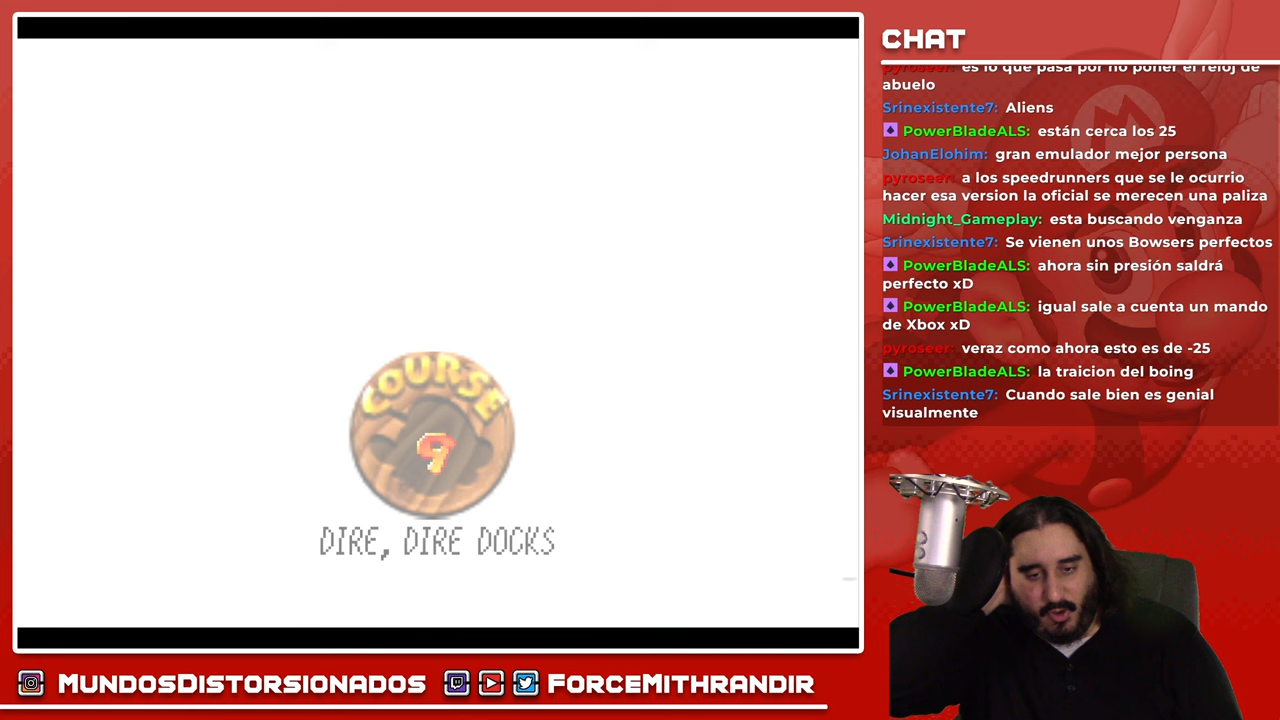 CHAT
pyroseer: es lo que pasa por no poner el reloj de
abuelo
Srinexistente7: Aliens
PowerBladeALS: están cerca los 25
JohanElohim: gran emulador mejor persona
pyroseer: a los speedrunners que se le ocurrio
hacer esa version la oficial se merecen una paliza
Midnight_Gameplay: esta buscando venganza
Srinexistente7: Se vienen unos Bowsers perfectos
PowerBladeALS: ahora sin presión saldrá
perfecto xD
PowerBladeALS: igual sale a cuenta un mando
de Xbox xD
pyroseer: veraz como ahora esto es de -25
PowerBladeALS: la traicion del boing
Srinexistente7: Cuando sale bien es genial
visualmente
COURSE
9
DIRE, DIRE DOCKS
MUNDOSDISTORSIONADOS
FORCEMITHRANDIR